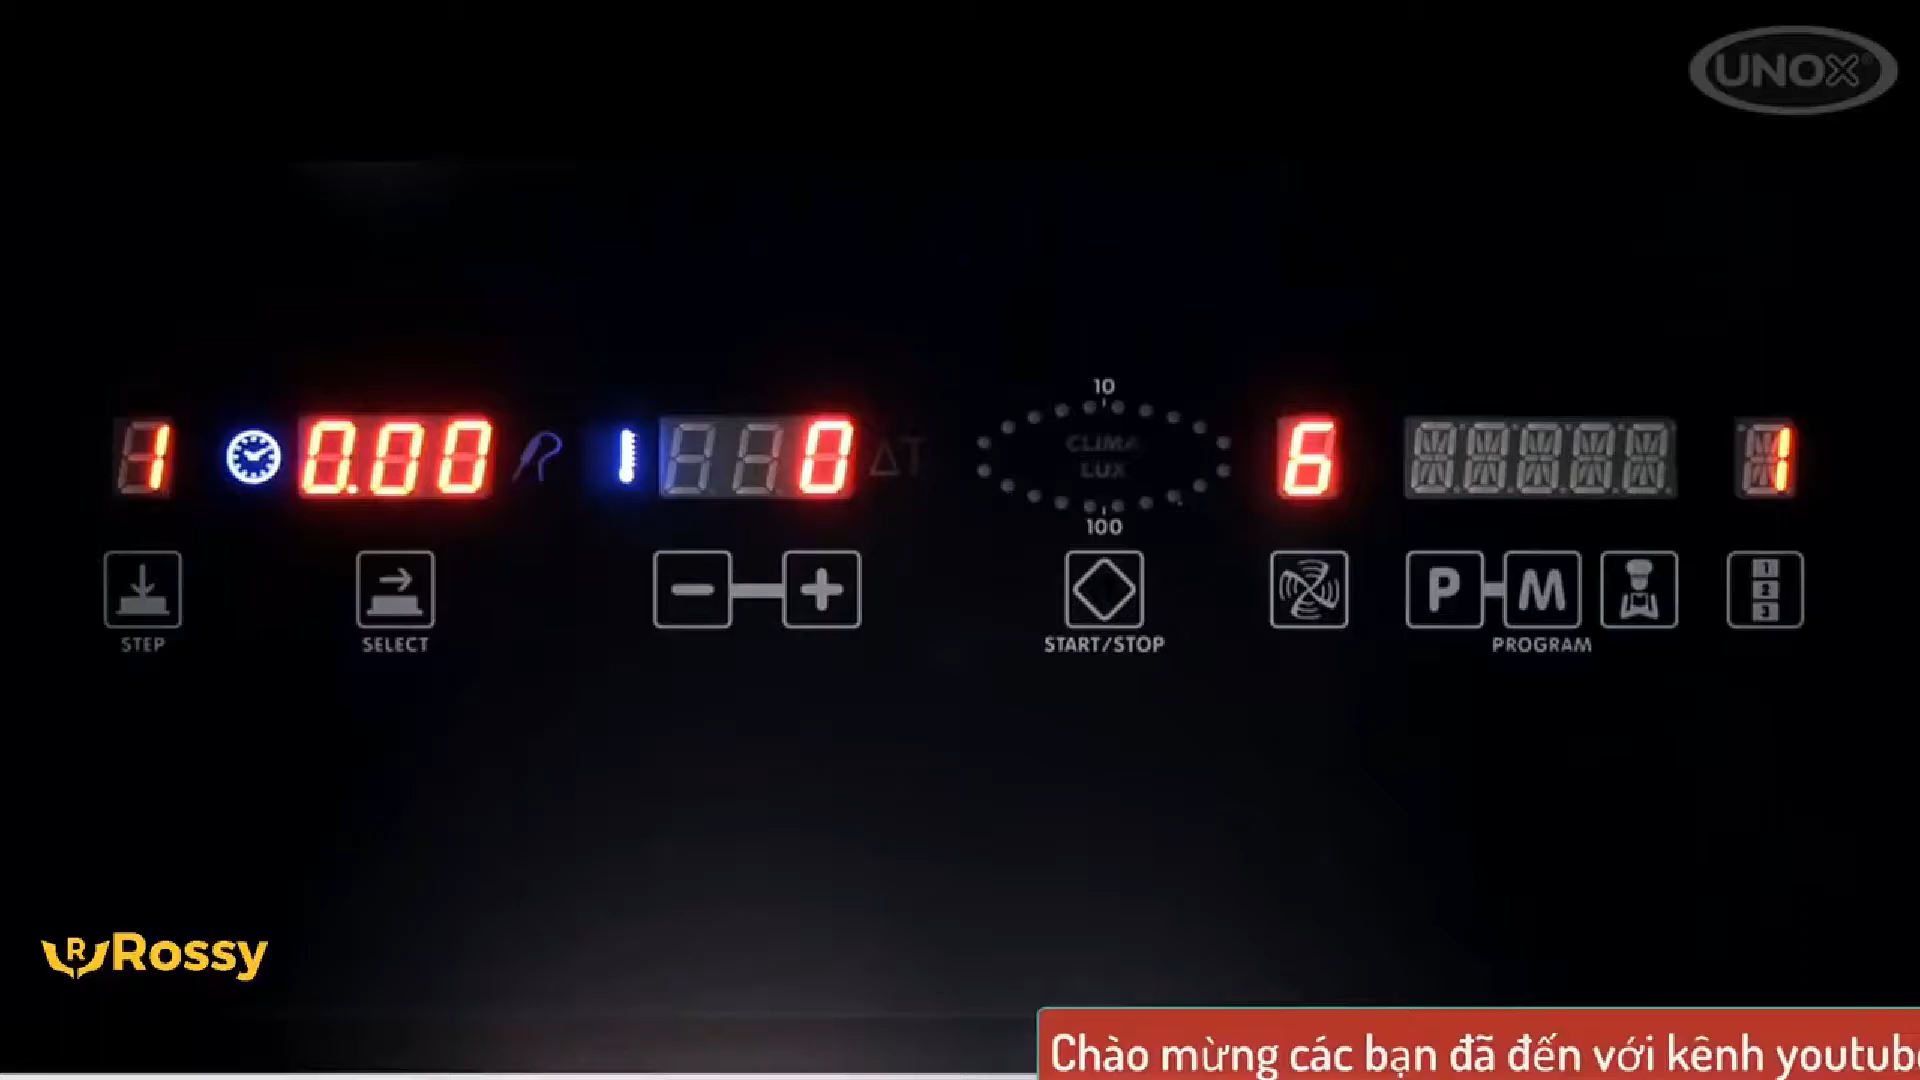 UNOX
10
CLIMA
LUX
100
1
0.00
0
ΔT
6
1
STEP
SELECT
START/STOP
P
M
PROGRAM
1
2
3
R Rossy
Chào mừng các bạn đã đến với kênh youtub